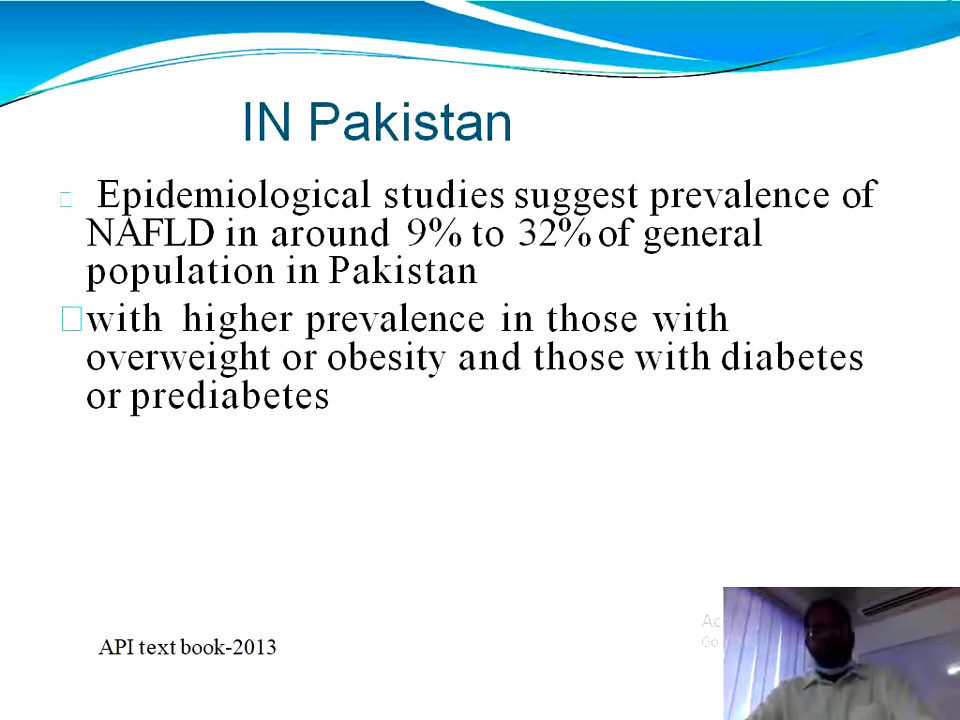 IN Pakistan
Epidemiological studies suggest prevalence of
NAFLD in around 9% to 32% of general
population in Pakistan
with higher prevalence in those with
overweight or obesity and those with diabetes
or prediabetes
API text book-2013